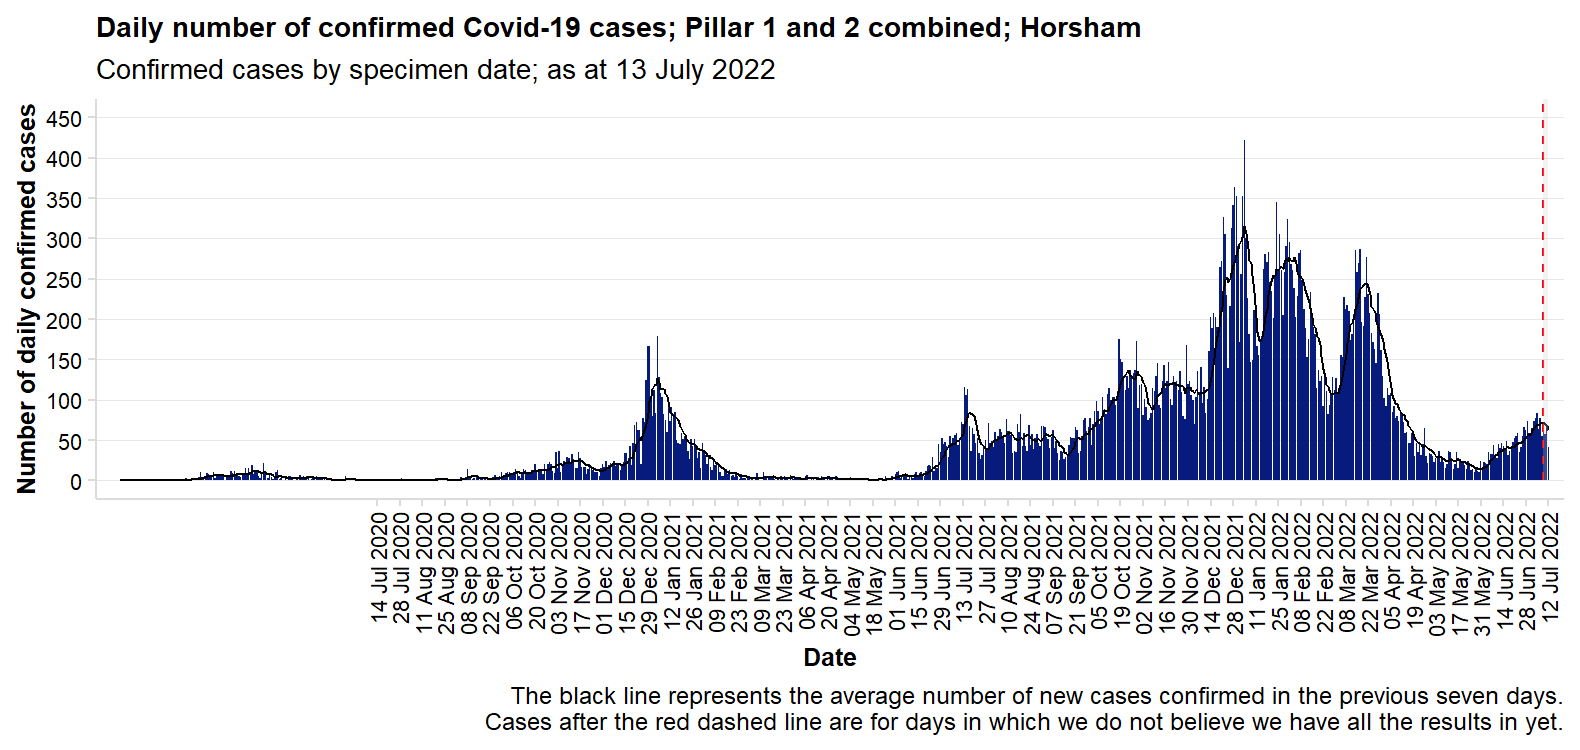 Daily number of confirmed Covid-19 cases; Pillar 1 and 2 combined; Horsham
Confirmed cases by specimen date; as at 13 July 2022
Number of daily confirmed cases
450
400
350
300
250
200
150
100
50
0
14 Jul 2020
28 Jul 2020
11 Aug 2020
25 Aug 2020
08 Sep 2020
22 Sep 2020
06 Oct 2020
20 Oct 2020
03 Nov 2020
17 Nov 2020
01 Dec 2020
15 Dec 2020
29 Dec 2020
12 Jan 2021
26 Jan 2021
09 Feb 2021
23 Feb 2021
09 Mar 2021
23 Mar 2021
06 Apr 2021
20 Apr 2021
04 May 2021
18 May 2021
01 Jun 2021
15 Jun 2021
29 Jun 2021
13 Jul 2021
27 Jul 2021
10 Aug 2021
24 Aug 2021
07 Sep 2021
21 Sep 2021
05 Oct 2021
19 Oct 2021
02 Nov 2021
16 Nov 2021
30 Nov 2021
14 Dec 2021
28 Dec 2021
11 Jan 2022
25 Jan 2022
08 Feb 2022
22 Feb 2022
08 Mar 2022
22 Mar 2022
05 Apr 2022
19 Apr 2022
03 May 2022
17 May 2022
31 May 2022
14 Jun 2022
28 Jun 2022
12 Jul 2022
Date
The black line represents the average number of new cases confirmed in the previous seven days.
Cases after the red dashed line are for days in which we do not believe we have all the results in yet.